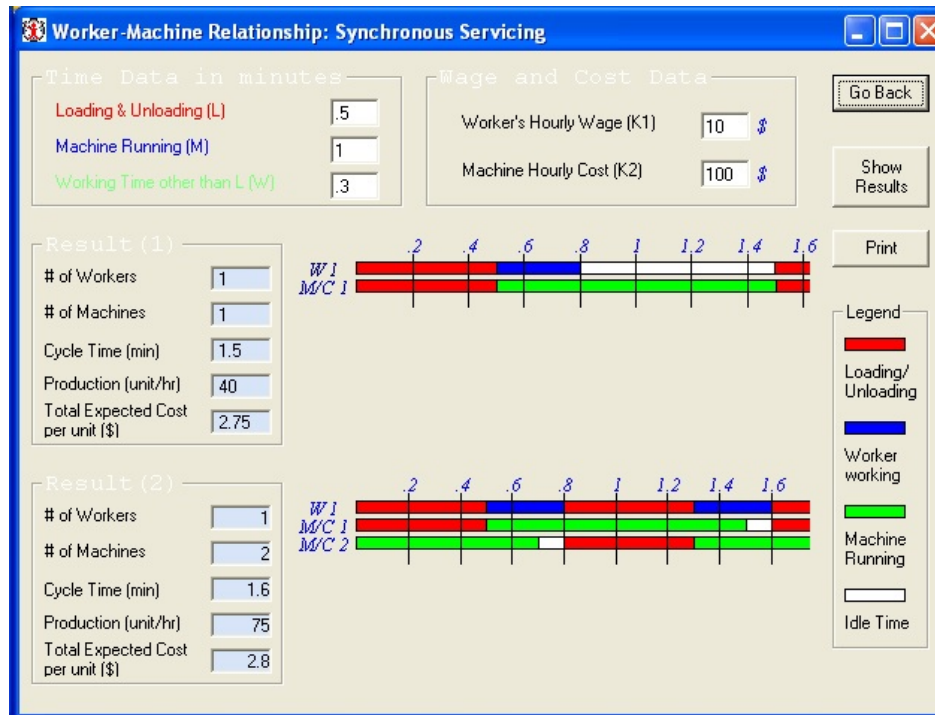 Worker-Machine Relationship: Synchronous Servicing
Time Data in minutes
Loading & Unloading (L) .5
Machine Running (M) 1
Working Time other than L (W) .3
Wage and Cost Data
Worker's Hourly Wage (K1) 10 $
Machine Hourly Cost (K2) 100 $
Go Back
Show
Results
Print
Result(1)
# of Workers 1
# of Machines 1
Cycle Time (min) 1.5
Production (unit/hr) 40
Total Expected Cost
per unit ($) 2.75
.2 .4 .6 .8 1 1.2 1.4 1.6
W 1
M/C 1
Legend
Loading/
Unloading
Worker
working
Machine
Running
Idle Time
Result(2)
# of Workers 1
# of Machines 2
Cycle Time (min) 1.6
Production (unit/hr) 75
Total Expected Cost
per unit ($) 2.8
.2 .4 .6 .8 1 1.2 1.4 1.6
W 1
M/C 1
M/C 2